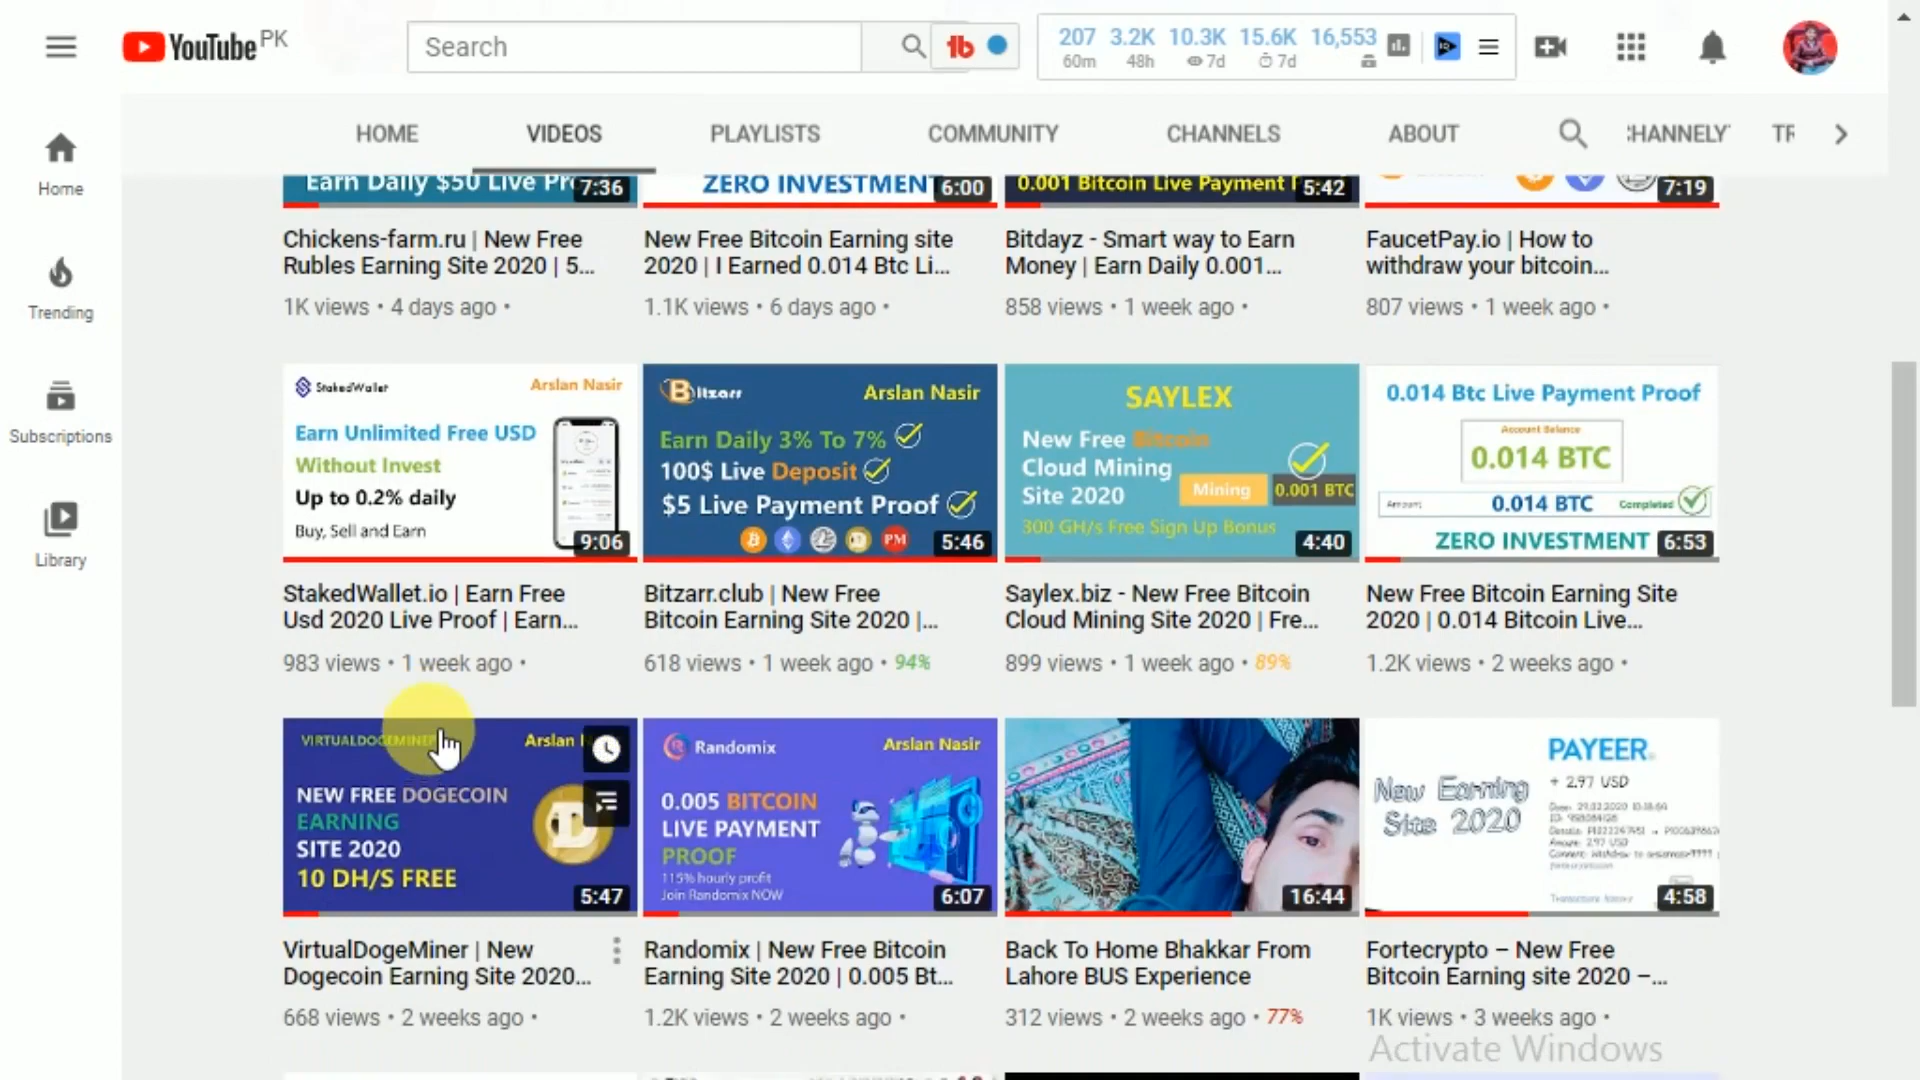 YouTube PK
Search
207 3.2K 10.3K 15.6K 16,553
60m 48h 7d 7d
HOME VIDEOS PLAYLISTS COMMUNITY CHANNELS ABOUT
Home
Trending
Subscriptions
Library
7:36
ZERO INVESTMEN 6:00
0.001 Bitcoin Live Payment 5:42
7:19
Chickens-farm.ru | New Free
Rubles Earning Site 2020 | 5...
1K views • 4 days ago •
New Free Bitcoin Earning site
2020 | I Earned 0.014 Btc Li...
1.1K views • 6 days ago •
Bitdayz - Smart way to Earn
Money | Earn Daily 0.001...
858 views • 1 week ago •
FaucetPay.io | How to
withdraw your bitcoin...
807 views • 1 week ago •
StakedWallet Arslan Nasir
Earn Unlimited Free USD
Without Invest
Up to 0.2% daily
Buy, Sell and Earn
9:06
Bitzarr Arslan Nasir
Earn Daily 3% To 7%
100$ Live Deposit
$5 Live Payment Proof
PM 5:46
SAYLEX
New Free Bitcoin
Cloud Mining
Site 2020
Mining 0.001 BTC
300 GH/s Free Sign Up Bonus
4:40
0.014 Btc Live Payment Proof
Account Balance
0.014 BTC
Amount 0.014 BTC Completed
ZERO INVESTMENT 6:53
StakedWallet.io | Earn Free
Usd 2020 Live Proof | Earn...
983 views • 1 week ago •
Bitzarr.club | New Free
Bitcoin Earning Site 2020 |...
618 views • 1 week ago • 94%
Saylex.biz - New Free Bitcoin
Cloud Mining Site 2020 | Fre...
899 views • 1 week ago • 89%
New Free Bitcoin Earning Site
2020 | 0.014 Bitcoin Live...
1.2K views • 2 weeks ago •
Arslan
NEW FREE DOGECOIN
EARNING
SITE 2020
10 DH/S FREE
5:47
Randomix Arslan Nasir
0.005 BITCOIN
LIVE PAYMENT
PROOF
115% hourly profit
Join Randomix NOW
6:07
16:44
PAYEER
+ 2.97 USD
New Earning
Site 2020
4:58
VirtualDogeMiner | New
Dogecoin Earning Site 2020...
668 views • 2 weeks ago •
Randomix | New Free Bitcoin
Earning Site 2020 | 0.005 Bt...
1.2K views • 2 weeks ago •
Back To Home Bhakkar From
Lahore BUS Experience
312 views • 2 weeks ago • 77%
Fortecrypto – New Free
Bitcoin Earning site 2020 –...
1K views • 3 weeks ago •
Activate Windows